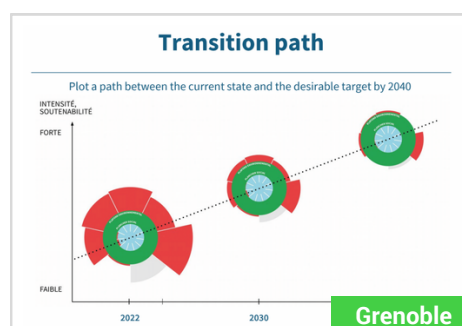 Transition path
Plot a path between the current state and the desirable target by 2040
INTENSITÉ,
SOUTENABILITÉ
FORTE
FAIBLE
2022
2030
Grenoble